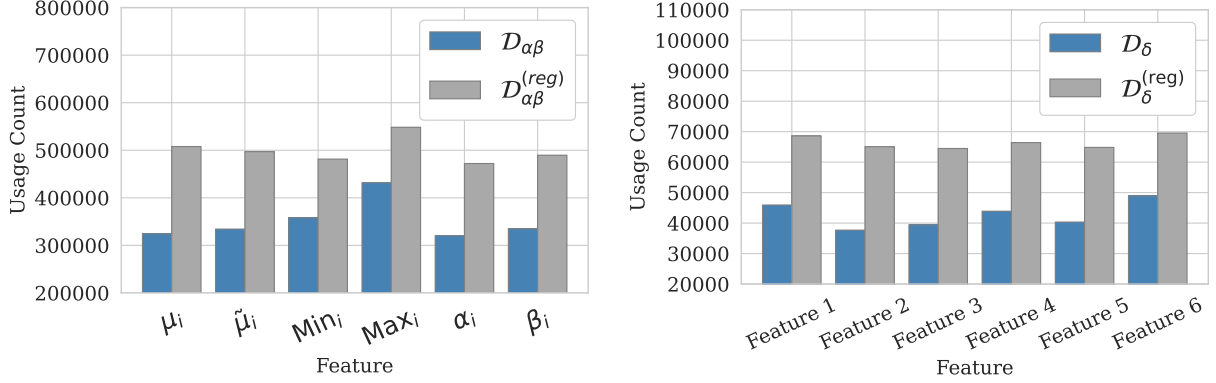 800000
700000
600000
500000
400000
300000
200000
Usage Count
𝒟αβ
𝒟αβ^(reg)
μi
μ̃i
Mini
Maxi
αi
βi
Feature
110000
100000
90000
80000
70000
60000
50000
40000
30000
20000
Usage Count
𝒟δ
𝒟δ^(reg)
Feature 1
Feature 2
Feature 3
Feature 4
Feature 5
Feature 6
Feature